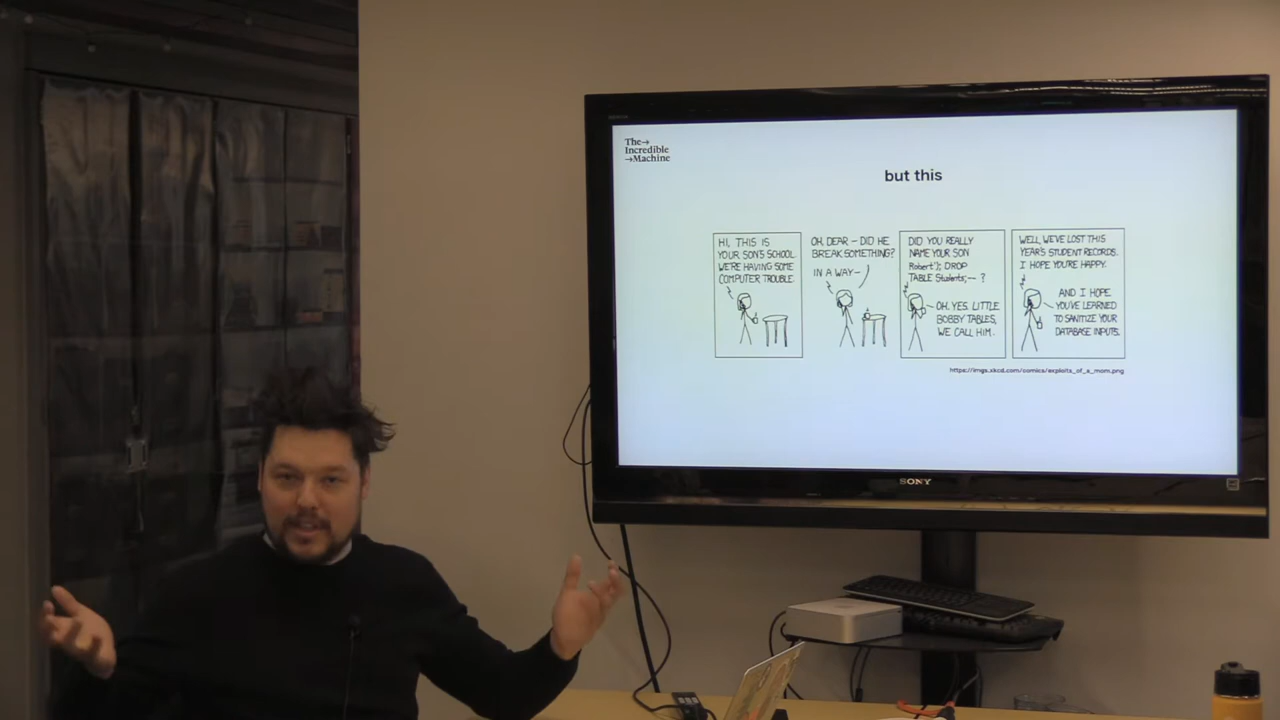 The→
Incredible
→Machine
but this
HI, THIS IS
YOUR SON'S SCHOOL.
WE'RE HAVING SOME
COMPUTER TROUBLE.
OH, DEAR – DID HE
BREAK SOMETHING?
IN A WAY–
DID YOU REALLY
NAME YOUR SON
Robert'); DROP
TABLE Students;-- ?
OH. YES. LITTLE
BOBBY TABLES,
WE CALL HIM.
WELL, WE'VE LOST THIS
YEAR'S STUDENT RECORDS.
I HOPE YOU'RE HAPPY.
AND I HOPE
YOU'VE LEARNED
TO SANITIZE YOUR
DATABASE INPUTS.
https://imgs.xkcd.com/comics/exploits_of_a_mom.png
SONY